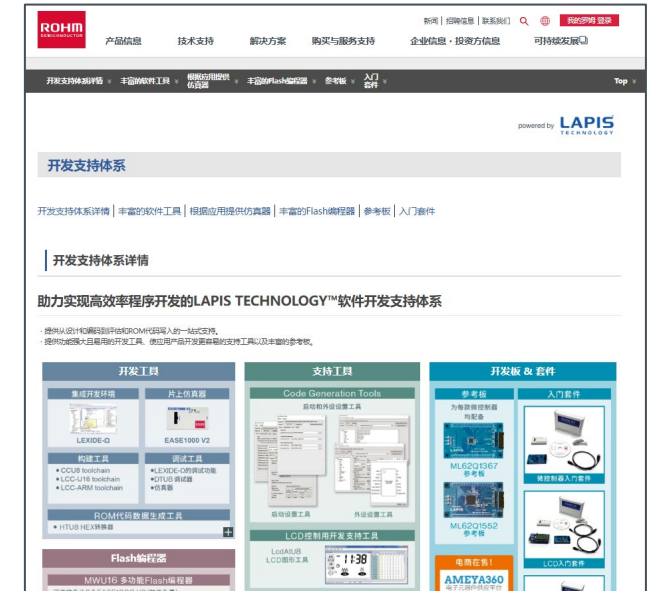 ROHM
SEMICONDUCTOR
新闻 | 招聘信息 | 联系我们
我的罗姆 登录
产品信息 技术支持 解决方案 购买与服务支持 企业信息・投资方信息 可持续发展
开发支持体系详情 丰富的软件工具 根据应用提供仿真器 丰富的Flash编程器 参考板 入门套件 Top
powered by LAPIS
TECHNOLOGY
开发支持体系
开发支持体系详情 | 丰富的软件工具 | 根据应用提供仿真器 | 丰富的Flash编程器 | 参考板 | 入门套件
开发支持体系详情
助力实现高效率程序开发的LAPIS TECHNOLOGY™软件开发支持体系
・提供从设计和编码到评估和ROM代码写入的一站式支持。
・提供功能强大且易用的开发工具、使应用产品开发更容易的支持工具以及丰富的参考板。
开发工具
集成开发环境 片上仿真器
LEXIDE-Ω EASE1000 V2
构建工具 调试工具
● CCU8 toolchain
● LCC-U16 toolchain
● LCC-ARM toolchain
●LEXIDE-Ω的调试功能
●DTU8 调试器
●仿真器
ROM代码数据生成工具
● HTU8 HEX转换器
Flash编程器
MWU16 多功能Flash编程器
支持工具
Code Generation Tools
启动和外设设置工具
启动设置工具 外设设置工具
LCD控制用开发支持工具
LcdAIU8
LCD图形工具
11:38
开发板 & 套件
参考板
为每款微控制器
均配备
ML62Q1367
参考板
ML62Q1552
参考板
电商在售!
AMEYA360
电子元器件供应平台
入门套件
微控制器入门套件
LCD入门套件